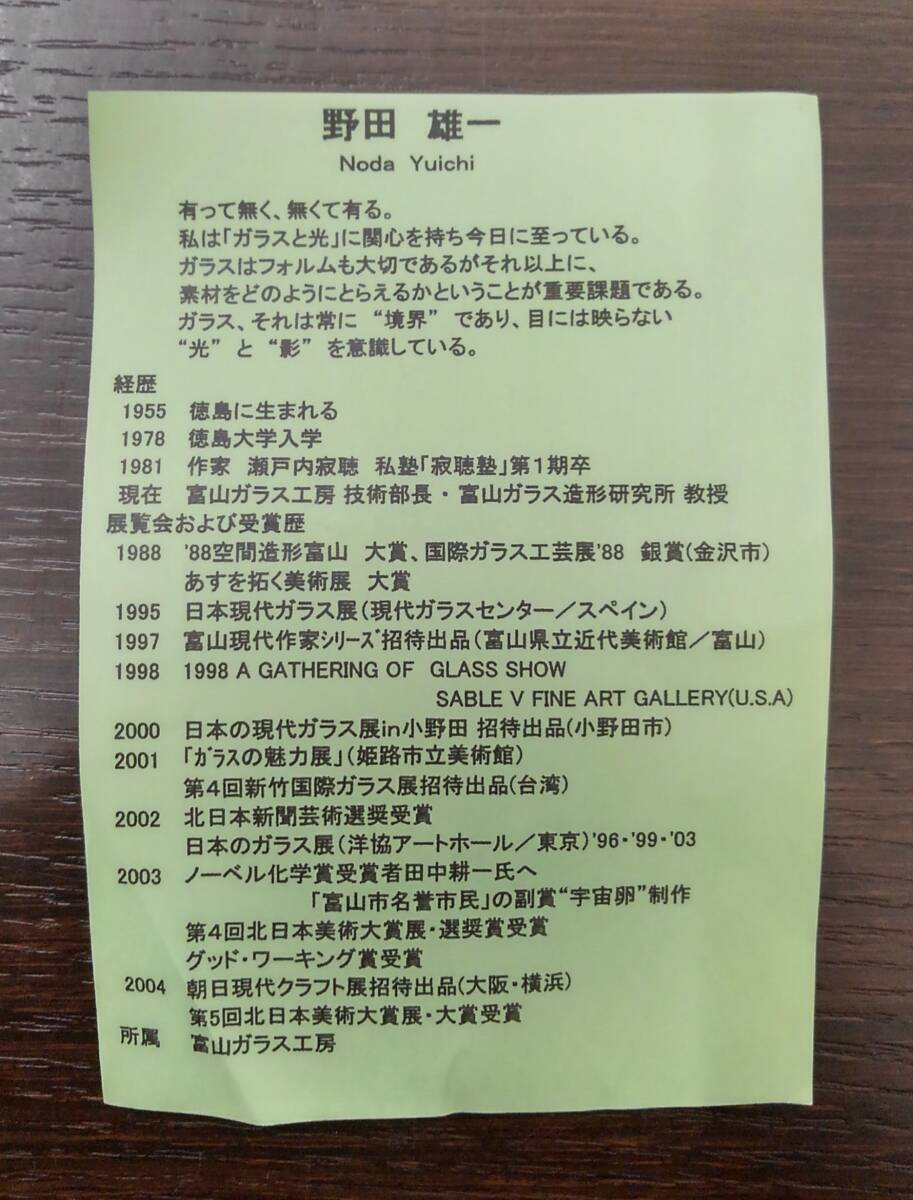 野田 雄一
Noda Yuichi
有って無く、無くて有る。
私は「ガラスと光」に関心を持ち今日に至っている。
ガラスはフォルムも大切であるがそれ以上に、
素材をどのようにとらえるかということが重要課題である。
ガラス、それは常に “境界” であり、目には映らない
“光” と “影” を意識している。
経歴
1955 徳島に生まれる
1978 徳島大学入学
1981 作家 瀬戸内寂聴 私塾「寂聴塾」第1期卒
現在 富山ガラス工房 技術部長・富山ガラス造形研究所 教授
展覧会および受賞歴
1988 '88空間造形富山 大賞、国際ガラス工芸展'88 銀賞(金沢市)
あすを拓く美術展 大賞
1995 日本現代ガラス展(現代ガラスセンター/スペイン)
1997 富山現代作家ｼﾘｰｽﾞ招待出品(富山県立近代美術館/富山)
1998 1998 A GATHERING OF GLASS SHOW
SABLE V FINE ART GALLERY(U.S.A)
2000 日本の現代ガラス展in小野田 招待出品(小野田市)
2001 「ｶﾞﾗｽの魅力展」(姫路市立美術館)
第4回新竹国際ガラス展招待出品(台湾)
2002 北日本新聞芸術選奨受賞
日本のガラス展(洋協アートホール/東京)'96・'99・'03
2003 ノーベル化学賞受賞者田中耕一氏へ
「富山市名誉市民」の副賞“宇宙卵”制作
第4回北日本美術大賞展・選奨賞受賞
グッド・ワーキング賞受賞
2004 朝日現代クラフト展招待出品(大阪・横浜)
第5回北日本美術大賞展・大賞受賞
所属 富山ガラス工房